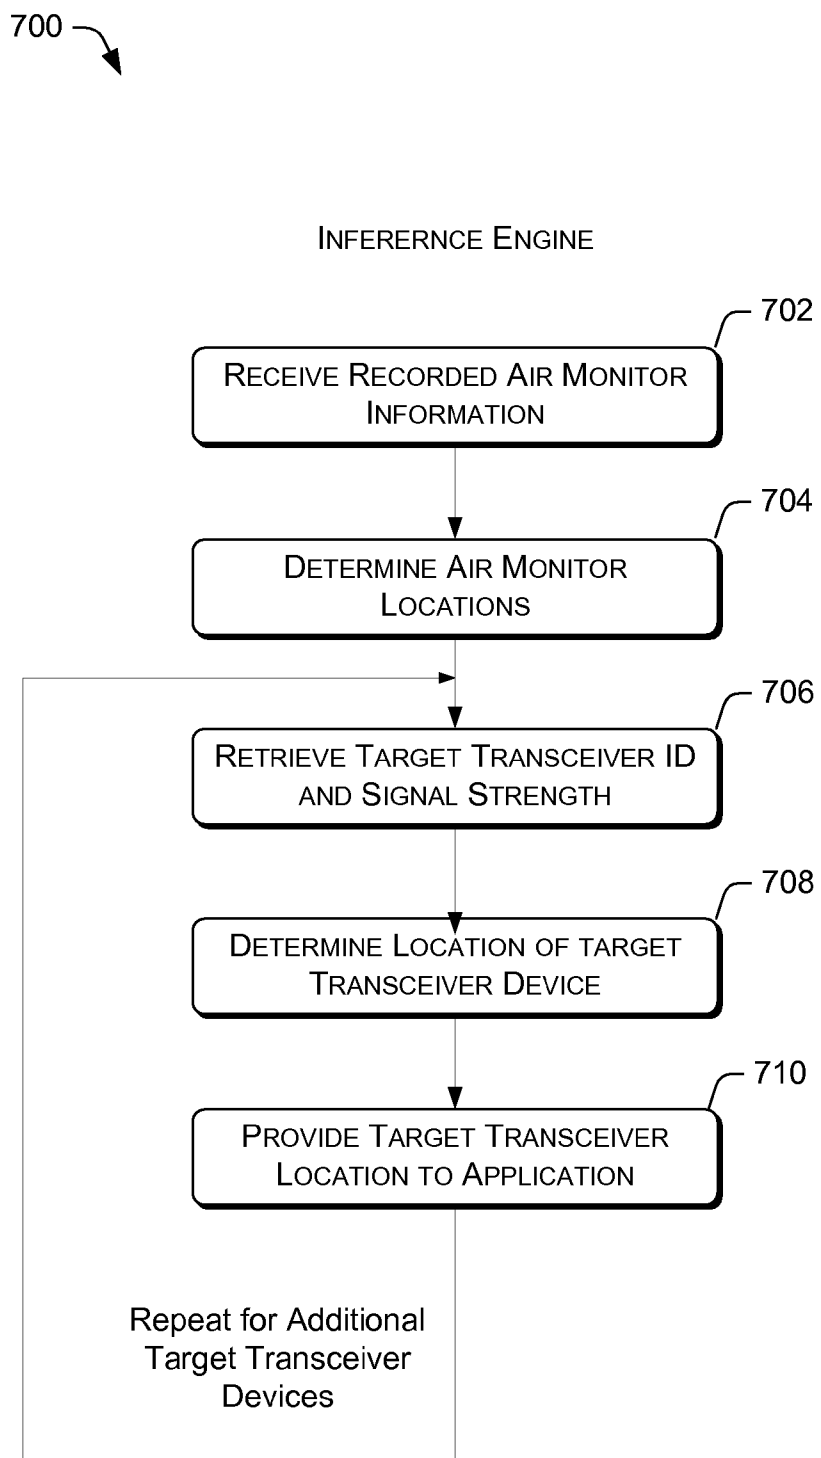 700
INFERERNCE ENGINE
702
RECEIVE RECORDED AIR MONITOR
INFORMATION
704
DETERMINE AIR MONITOR
LOCATIONS
706
RETRIEVE TARGET TRANSCEIVER ID
AND SIGNAL STRENGTH
708
DETERMINE LOCATION OF TARGET
TRANSCEIVER DEVICE
710
PROVIDE TARGET TRANSCEIVER
LOCATION TO APPLICATION
Repeat for Additional
Target Transceiver
Devices